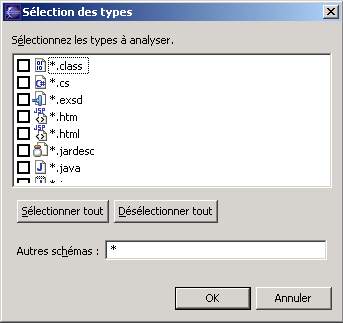 Sélection des types
Sélectionnez les types à analyser.
*.class
*.cs
*.exsd
*.htm
*.html
*.jardesc
*.java
Sélectionner tout
Désélectionner tout
Autres schémas : *
OK
Annuler